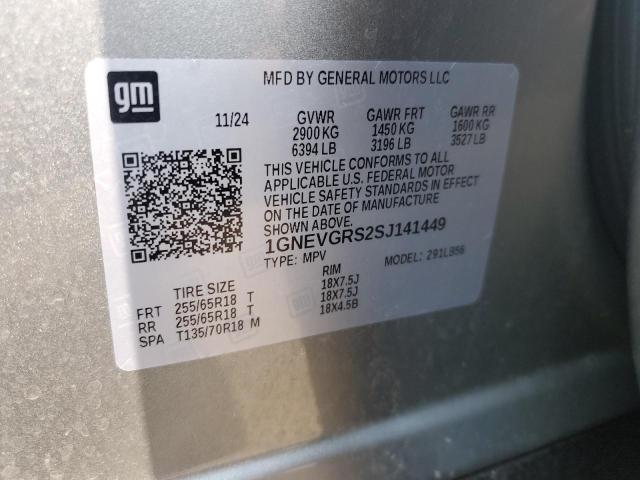 gm
MFD BY GENERAL MOTORS LLC
11/24 GVWR GAWR FRT GAWR RR
2900 KG 1450 KG 1600 KG
6394 LB 3196 LB 3527 LB
THIS VEHICLE CONFORMS TO ALL
APPLICABLE U.S. FEDERAL MOTOR
VEHICLE SAFETY STANDARDS IN EFFECT
ON THE DATE OF MANUFACTURE
SHOWN ABOVE.
1GNEVGRS2SJ141449
TYPE: MPV MODEL: 291LB56
TIRE SIZE RIM
FRT 255/65R18 T 18X7.5J
RR 255/65R18 T 18X7.5J
SPA T135/70R18 M 18X4.5B